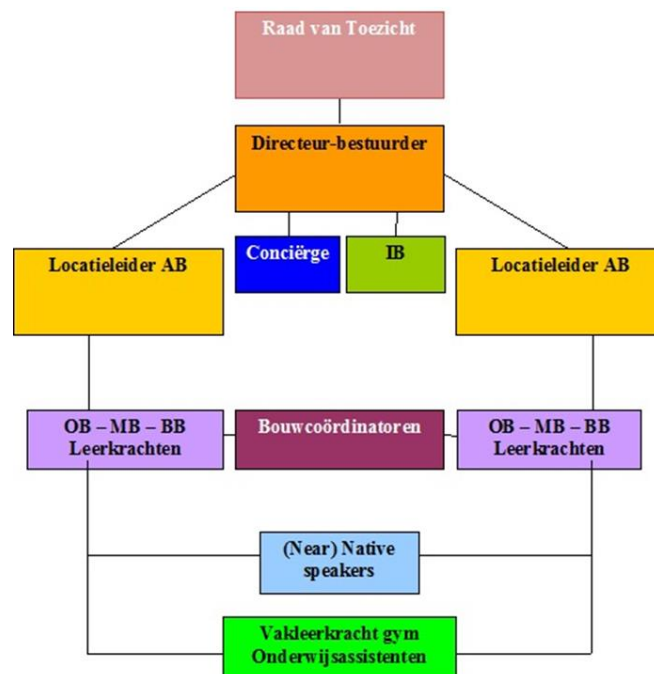 Raad van Toezicht
Directeur-bestuurder
Conciërge
IB
Locatieleider AB
Locatieleider AB
OB – MB – BB
Leerkrachten
Bouwcoördinatoren
OB – MB – BB
Leerkrachten
(Near) Native
speakers
Vakleerkracht gym
Onderwijsassistenten